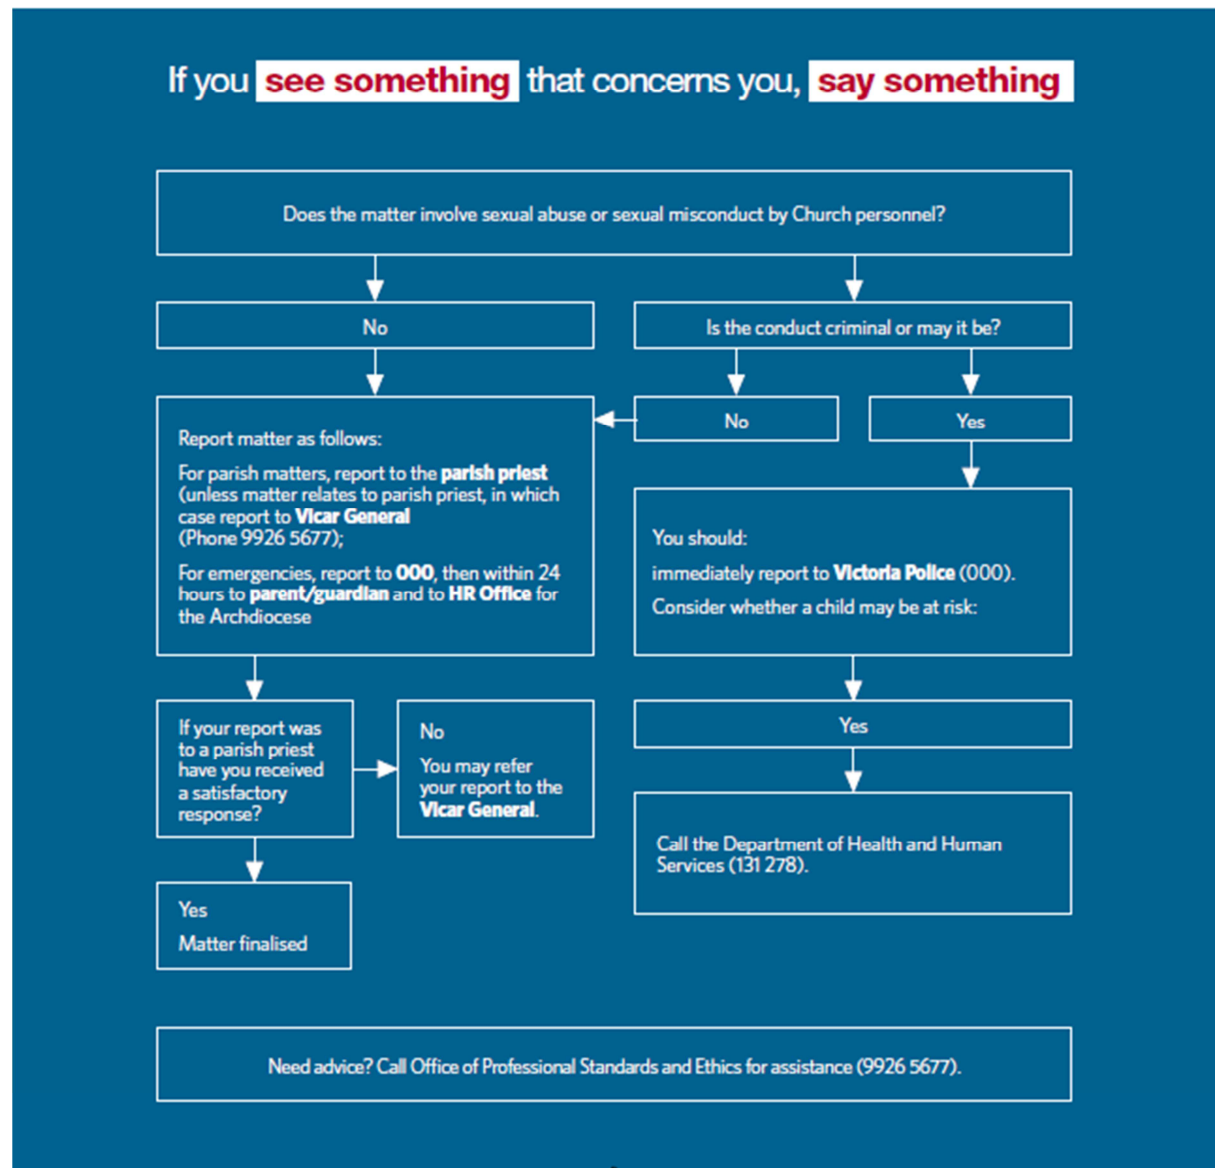 If you see something that concerns you, say something
Does the matter involve sexual abuse or sexual misconduct by Church personnel?
No
Is the conduct criminal or may it be?
No
Yes
Report matter as follows:
For parish matters, report to the parish priest
(unless matter relates to parish priest, in which
case report to Vicar General
(Phone 9926 5677);
For emergencies, report to 000, then within 24
hours to parent/guardian and to HR Office for
the Archdiocese
You should:
immediately report to Victoria Police (000).
Consider whether a child may be at risk:
If your report was
to a parish priest
have you received
a satisfactory
response?
No
You may refer
your report to the
Vicar General.
Yes
Call the Department of Health and Human
Services (131 278).
Yes
Matter finalised
Need advice? Call Office of Professional Standards and Ethics for assistance (9926 5677).